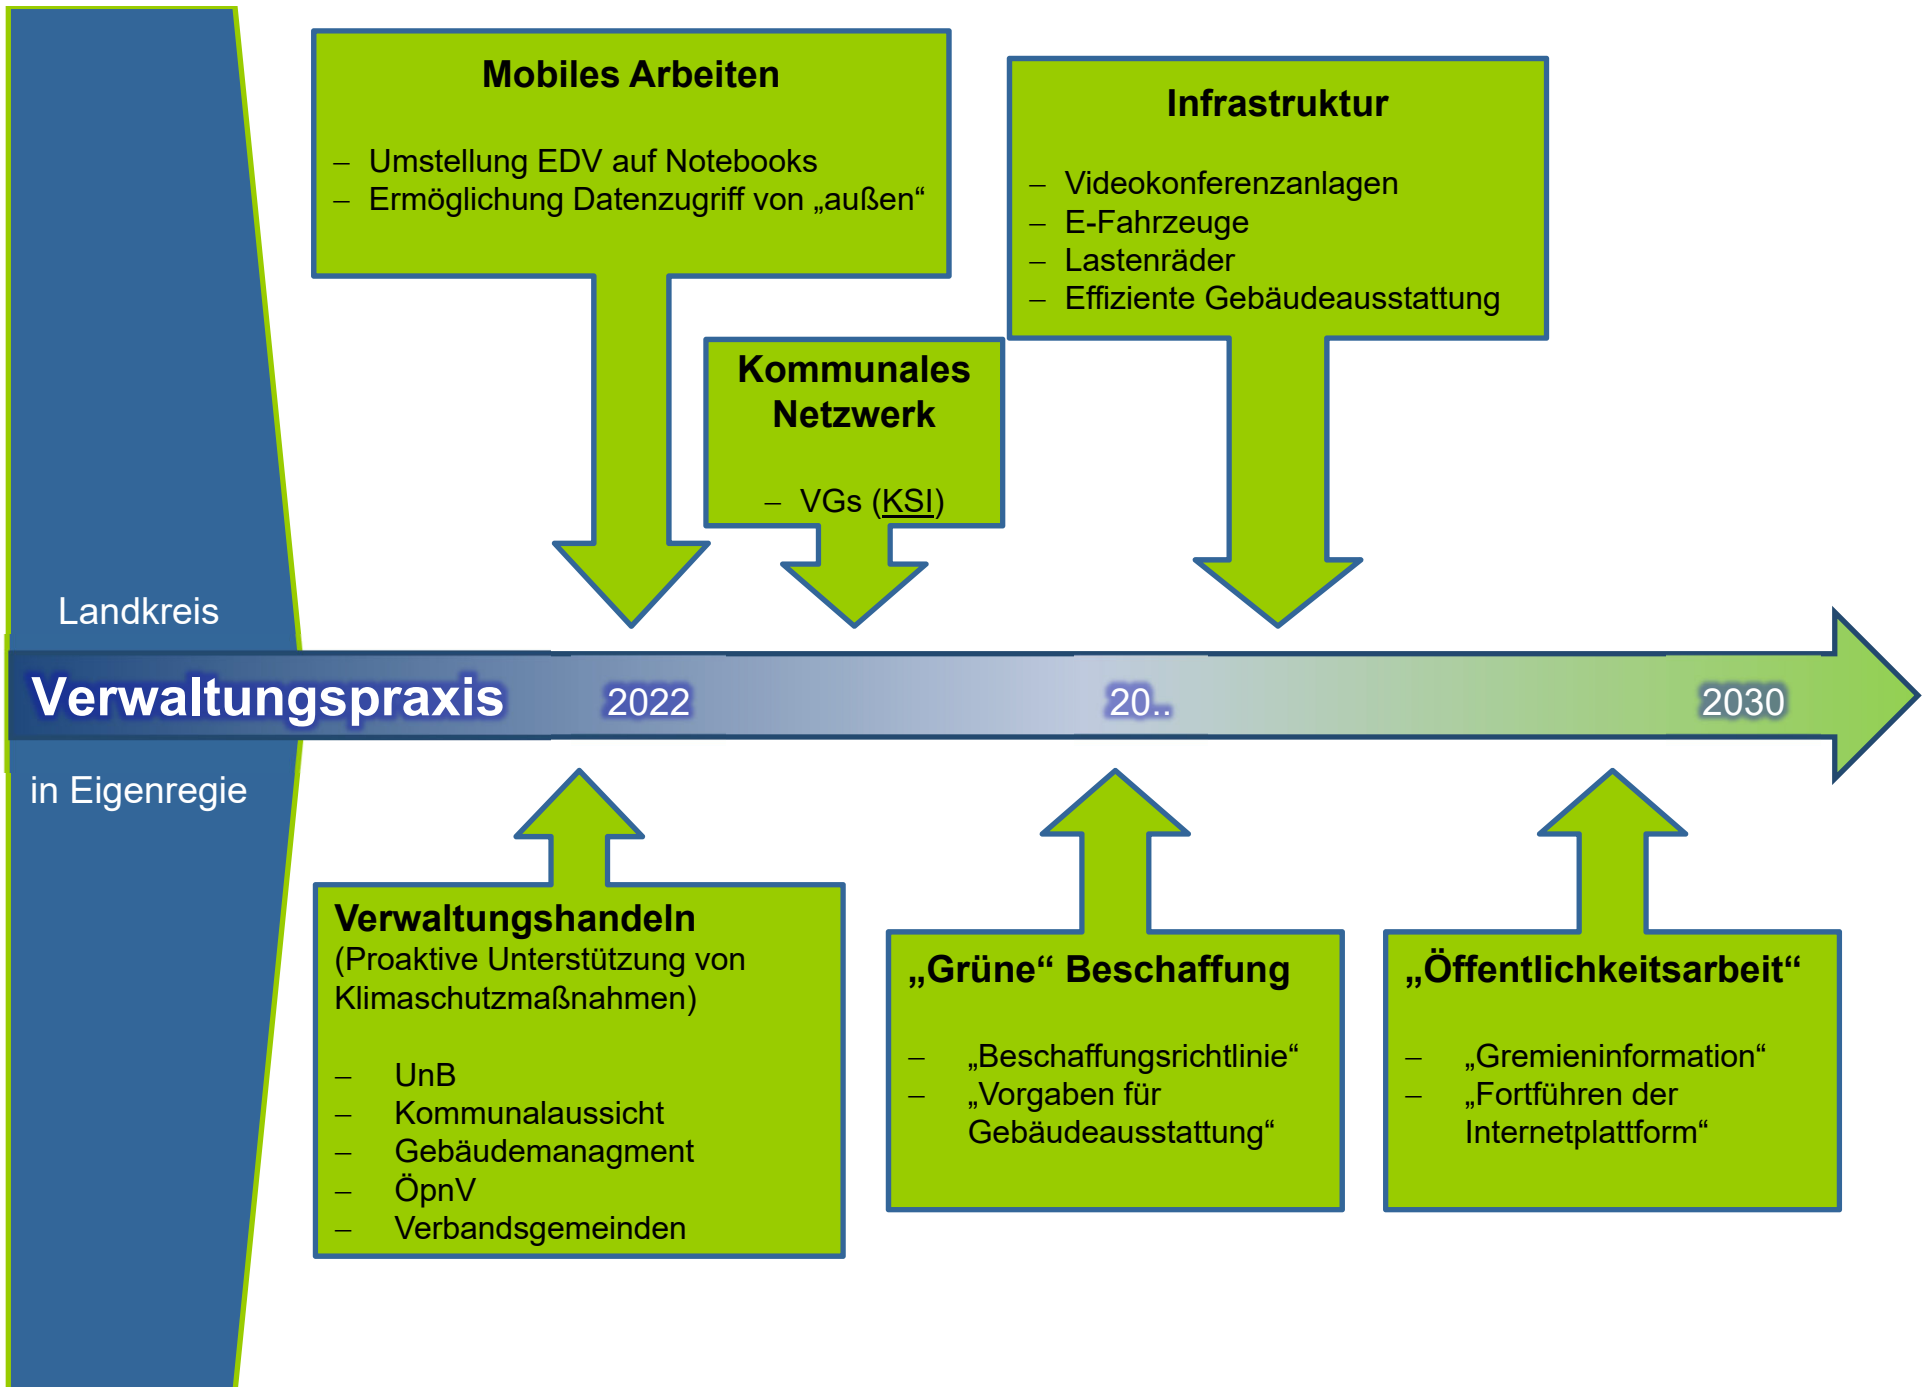 Mobiles Arbeiten
– Umstellung EDV auf Notebooks
– Ermöglichung Datenzugriff von „außen“
Infrastruktur
– Videokonferenzanlagen
– E-Fahrzeuge
– Lastenräder
– Effiziente Gebäudeausstattung
Kommunales
Netzwerk
– VGs (KSI)
Landkreis
Verwaltungspraxis
2022
20..
2030
in Eigenregie
Verwaltungshandeln
(Proaktive Unterstützung von
Klimaschutzmaßnahmen)
– UnB
– Kommunalaussicht
– Gebäudemanagment
– ÖpnV
– Verbandsgemeinden
„Grüne“ Beschaffung
– „Beschaffungsrichtlinie“
– „Vorgaben für
Gebäudeausstattung“
„Öffentlichkeitsarbeit“
– „Gremieninformation“
– „Fortführen der
Internetplattform“